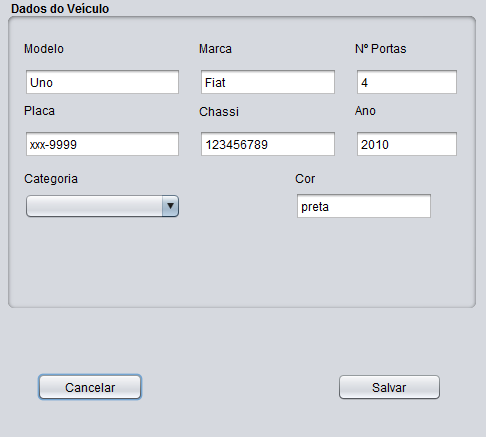 Dados do Veículo
Modelo Marca Nº Portas
Uno Fiat 4
Placa Chassi Ano
xxx-9999 123456789 2010
Categoria Cor
preta
Cancelar Salvar